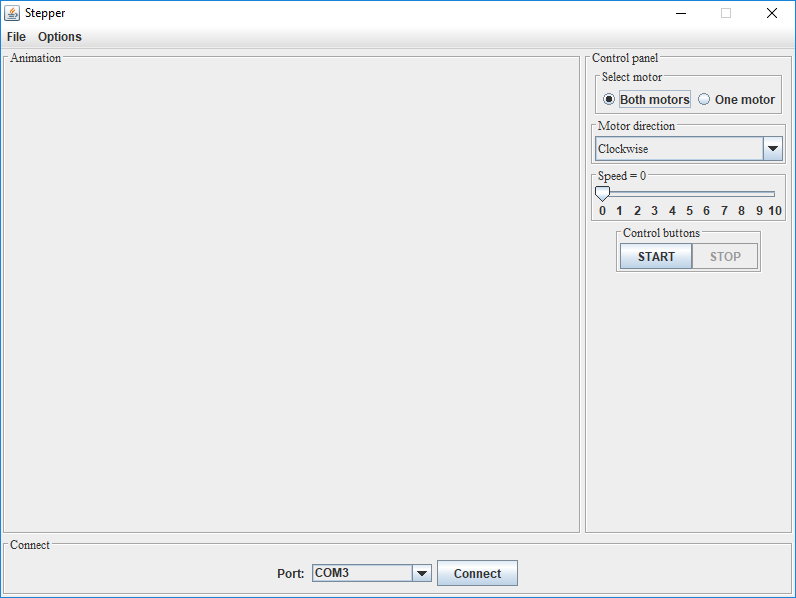 Stepper
File Options
Animation
Control panel
Select motor
Both motors One motor
Motor direction
Clockwise
Speed = 0
0 1 2 3 4 5 6 7 8 9 10
Control buttons
START STOP
Connect
Port: COM3 Connect